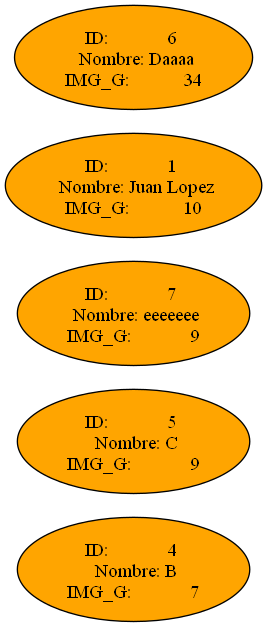 ID: 6
Nombre: Daaaa
IMG_G: 34
ID: 1
Nombre: Juan Lopez
IMG_G: 10
ID: 7
Nombre: eeeeeee
IMG_G: 9
ID: 5
Nombre: C
IMG_G: 9
ID: 4
Nombre: B
IMG_G: 7